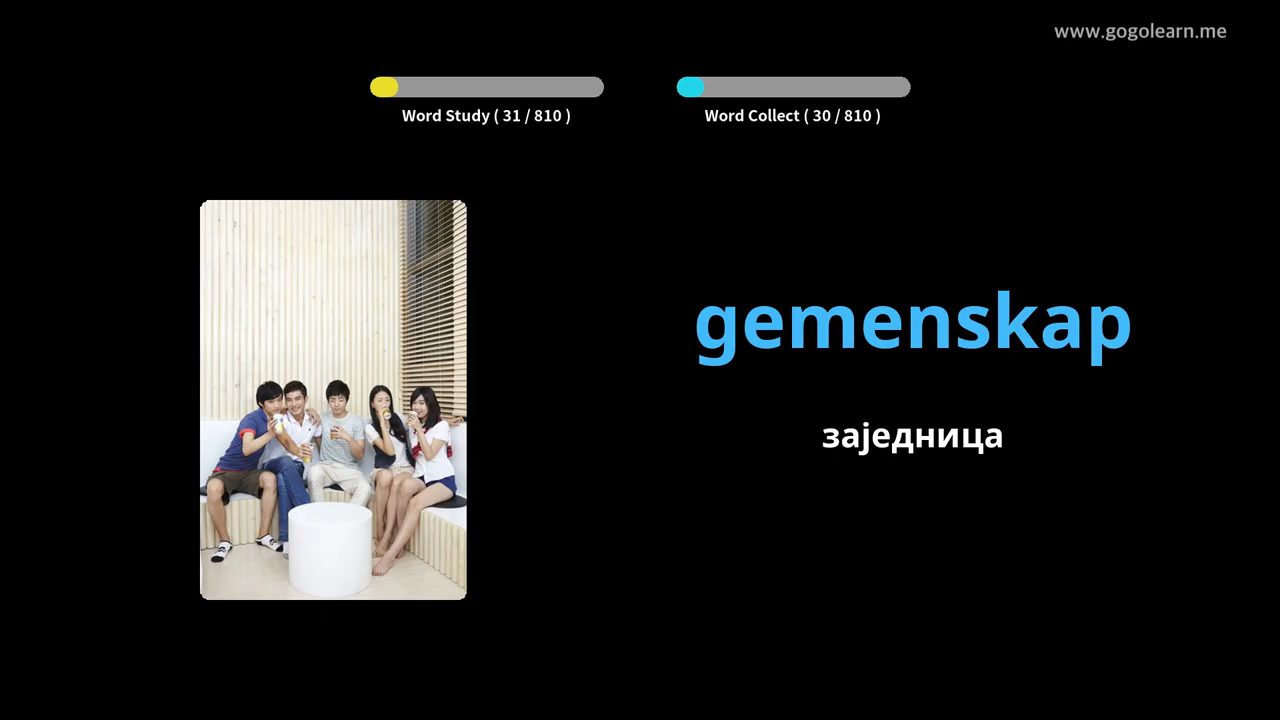 www.gogolearn.me
Word Study ( 31 / 810 )
Word Collect ( 30 / 810 )
gemenskap
заједница